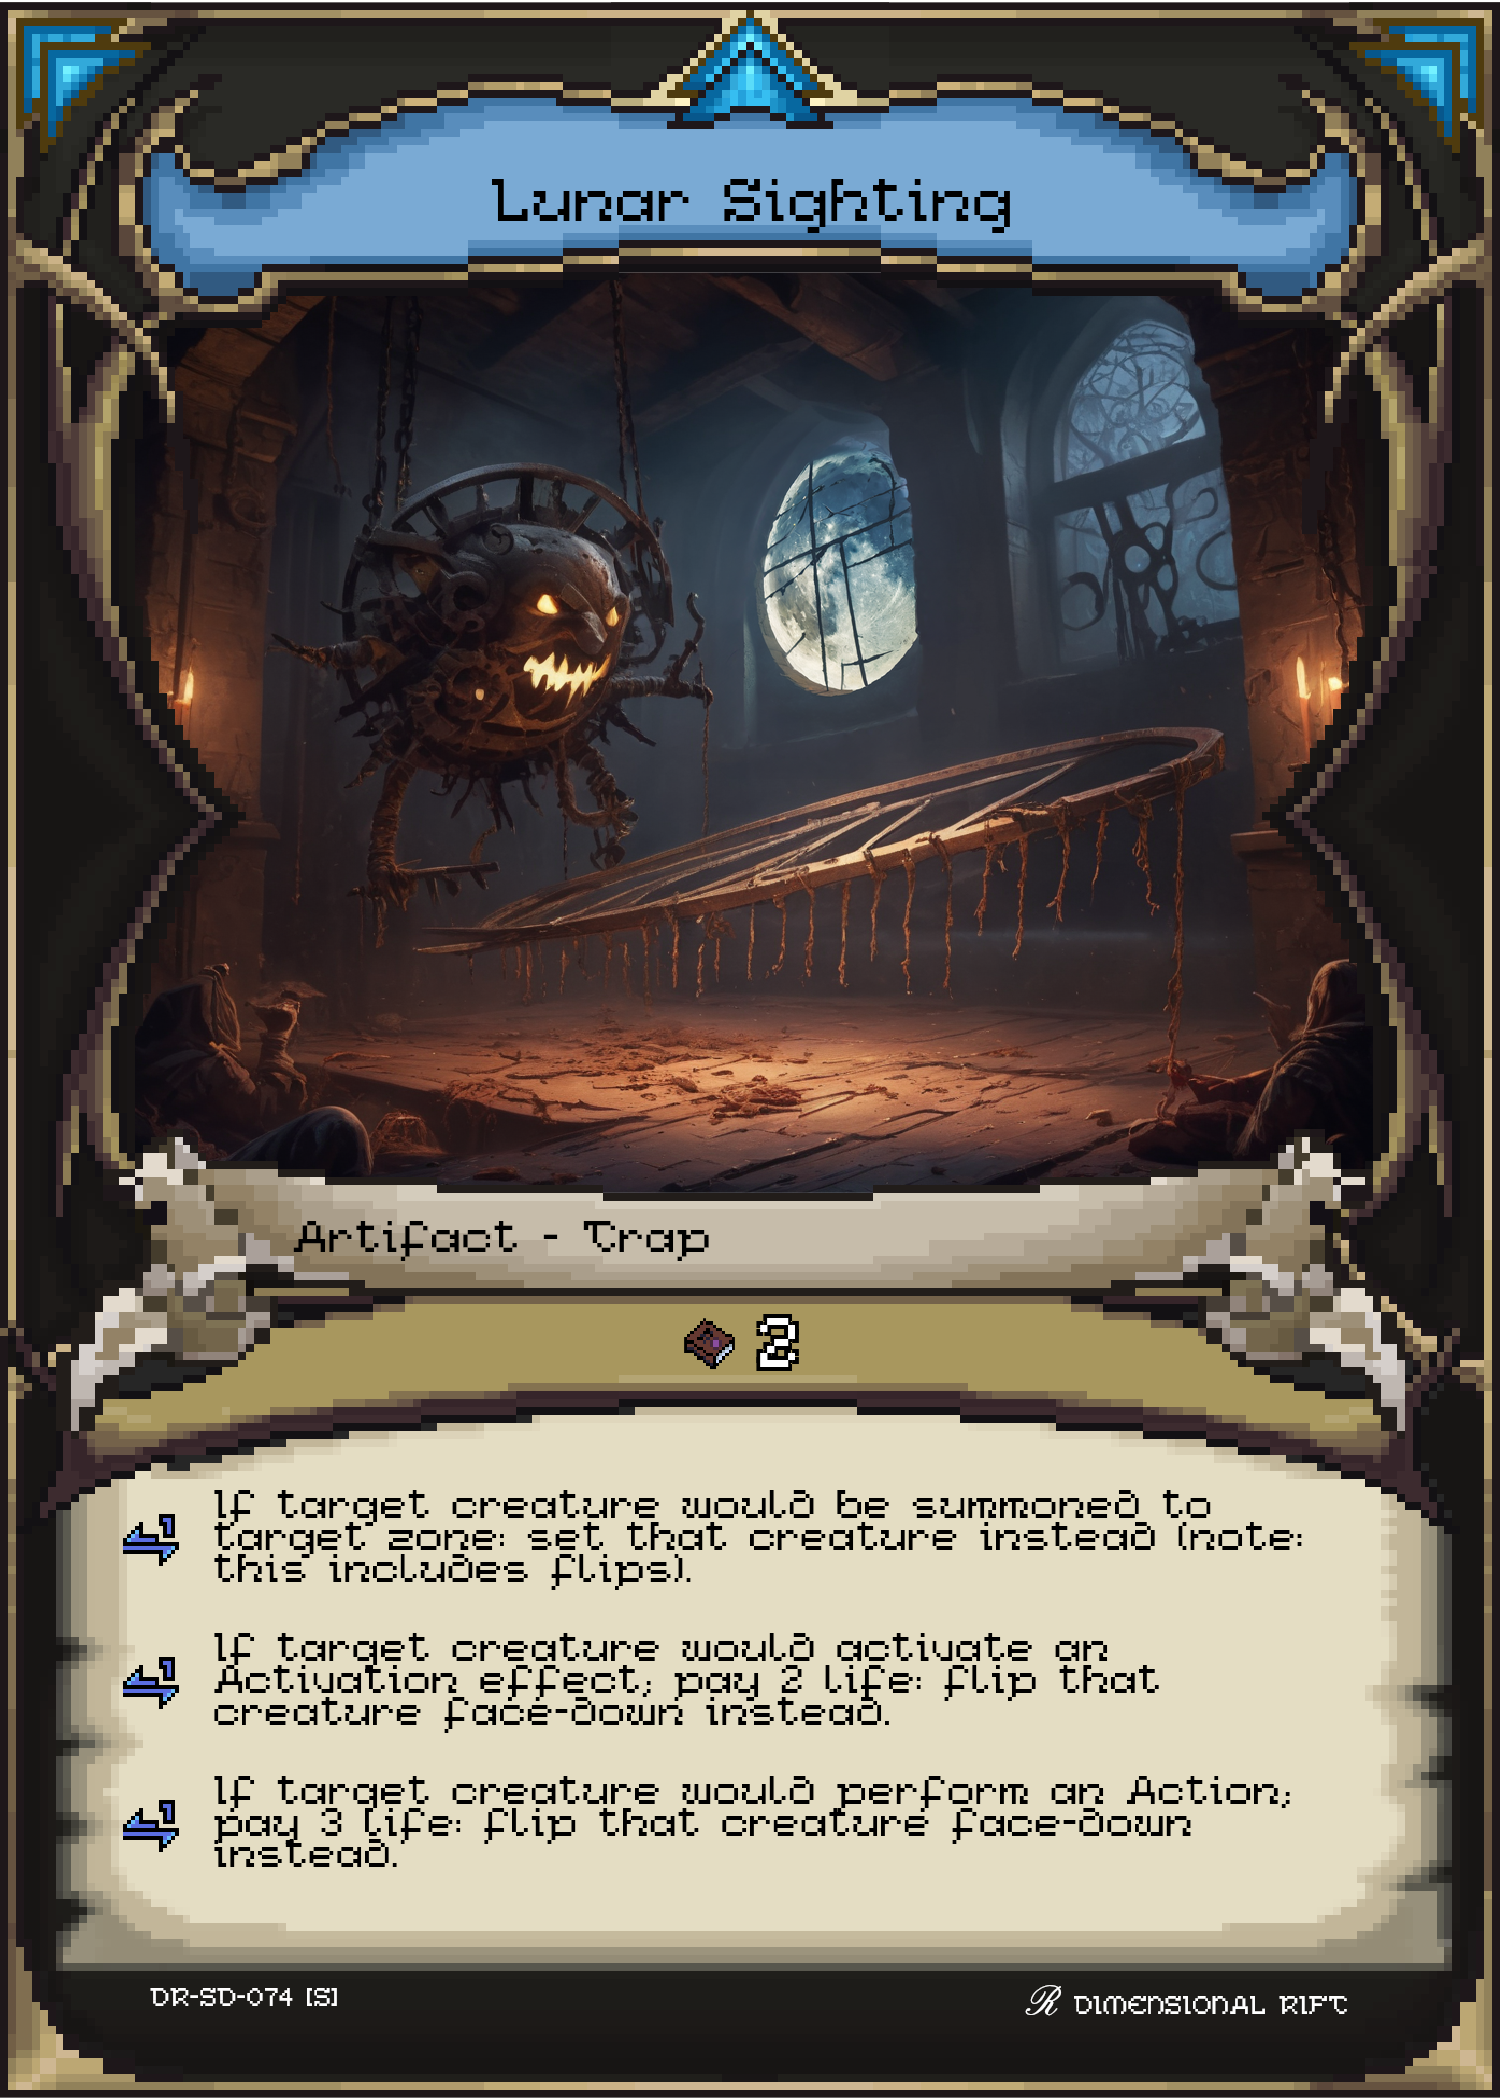 Lunar Sighting
Artifact - Trap
2
If target creature would be summoned to
target zone: set that creature instead (note:
this includes flips).
If target creature would activate an
Activation effect; pay 2 life: flip that
creature face-down instead.
If target creature would perform an Action;
pay 3 life: flip that creature face-down
instead.
DR-SD-074 [S]
R DIMENSIONAL RIFT